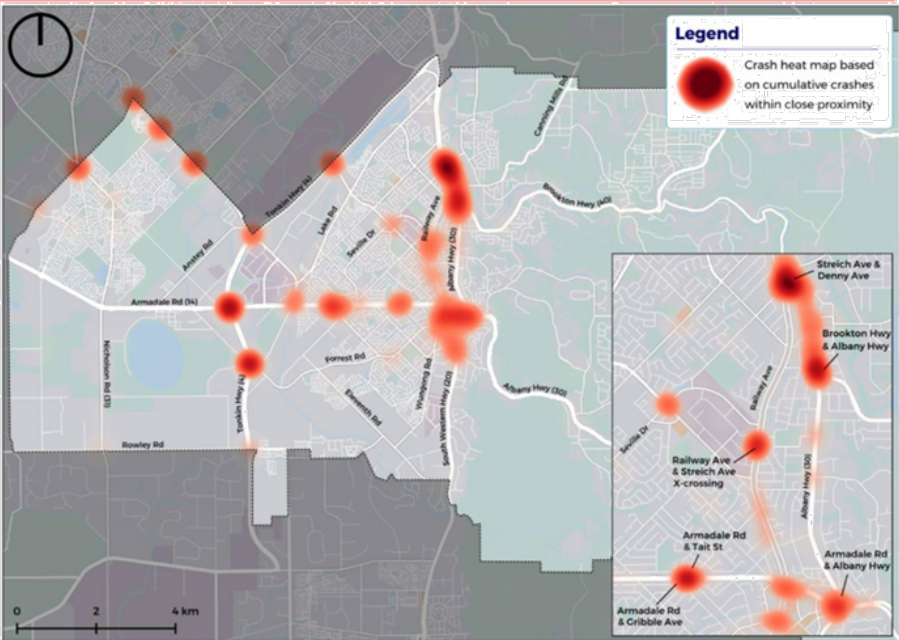 Legend
Crash heat map based
on cumulative crashes
within close proximity
Canning Mills Rd
Brookton Hwy (40)
Tonkin Hwy (4)
Lake Rd
Railway Ave
Seville Dr
Anstey Rd
Albany Hwy (30)
Armadale Rd (14)
Nicholson Rd (31)
Forrest Rd
Tonkin Hwy (4)
Wungong Rd
Eleventh Rd
South Western Hwy (20)
Albany Hwy (30)
Rowley Rd
0 2 4 km
Streich Ave &
Denny Ave
Brookton Hwy
& Albany Hwy
Railway Ave
Seville Dr
Railway Ave
& Streich Ave
X-crossing
Albany Hwy (30)
Armadale Rd
& Tait St
Armadale Rd
& Albany Hwy
Armadale Rd
& Gribble Ave